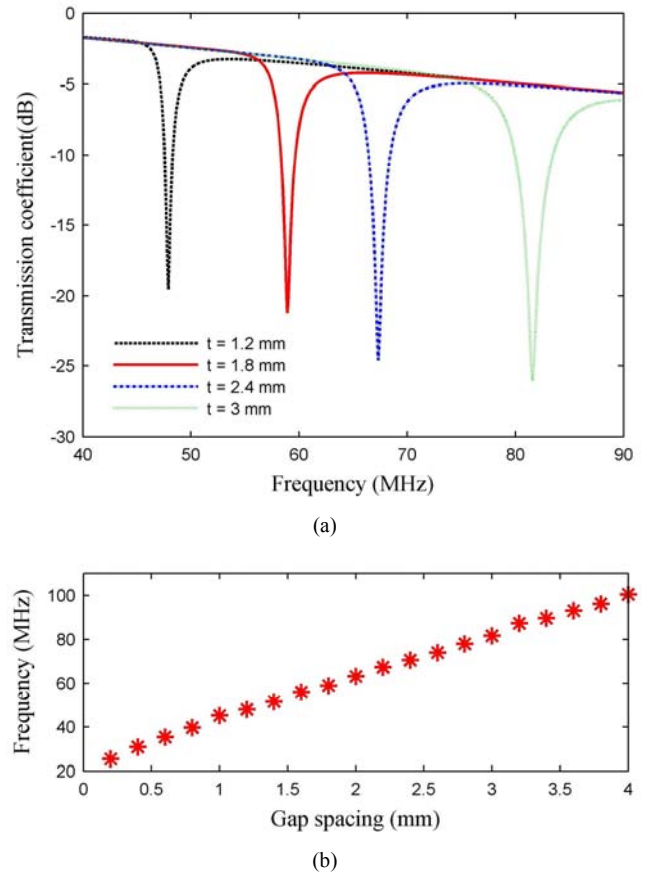 0
-5
-10
-15
-20
-25
-30
Transmission coefficient(dB)
t = 1.2 mm
t = 1.8 mm
t = 2.4 mm
t = 3 mm
40 50 60 70 80 90
Frequency (MHz)
(a)
100
80
60
40
20
Frequency (MHz)
0 0.5 1 1.5 2 2.5 3 3.5 4
Gap spacing (mm)
(b)